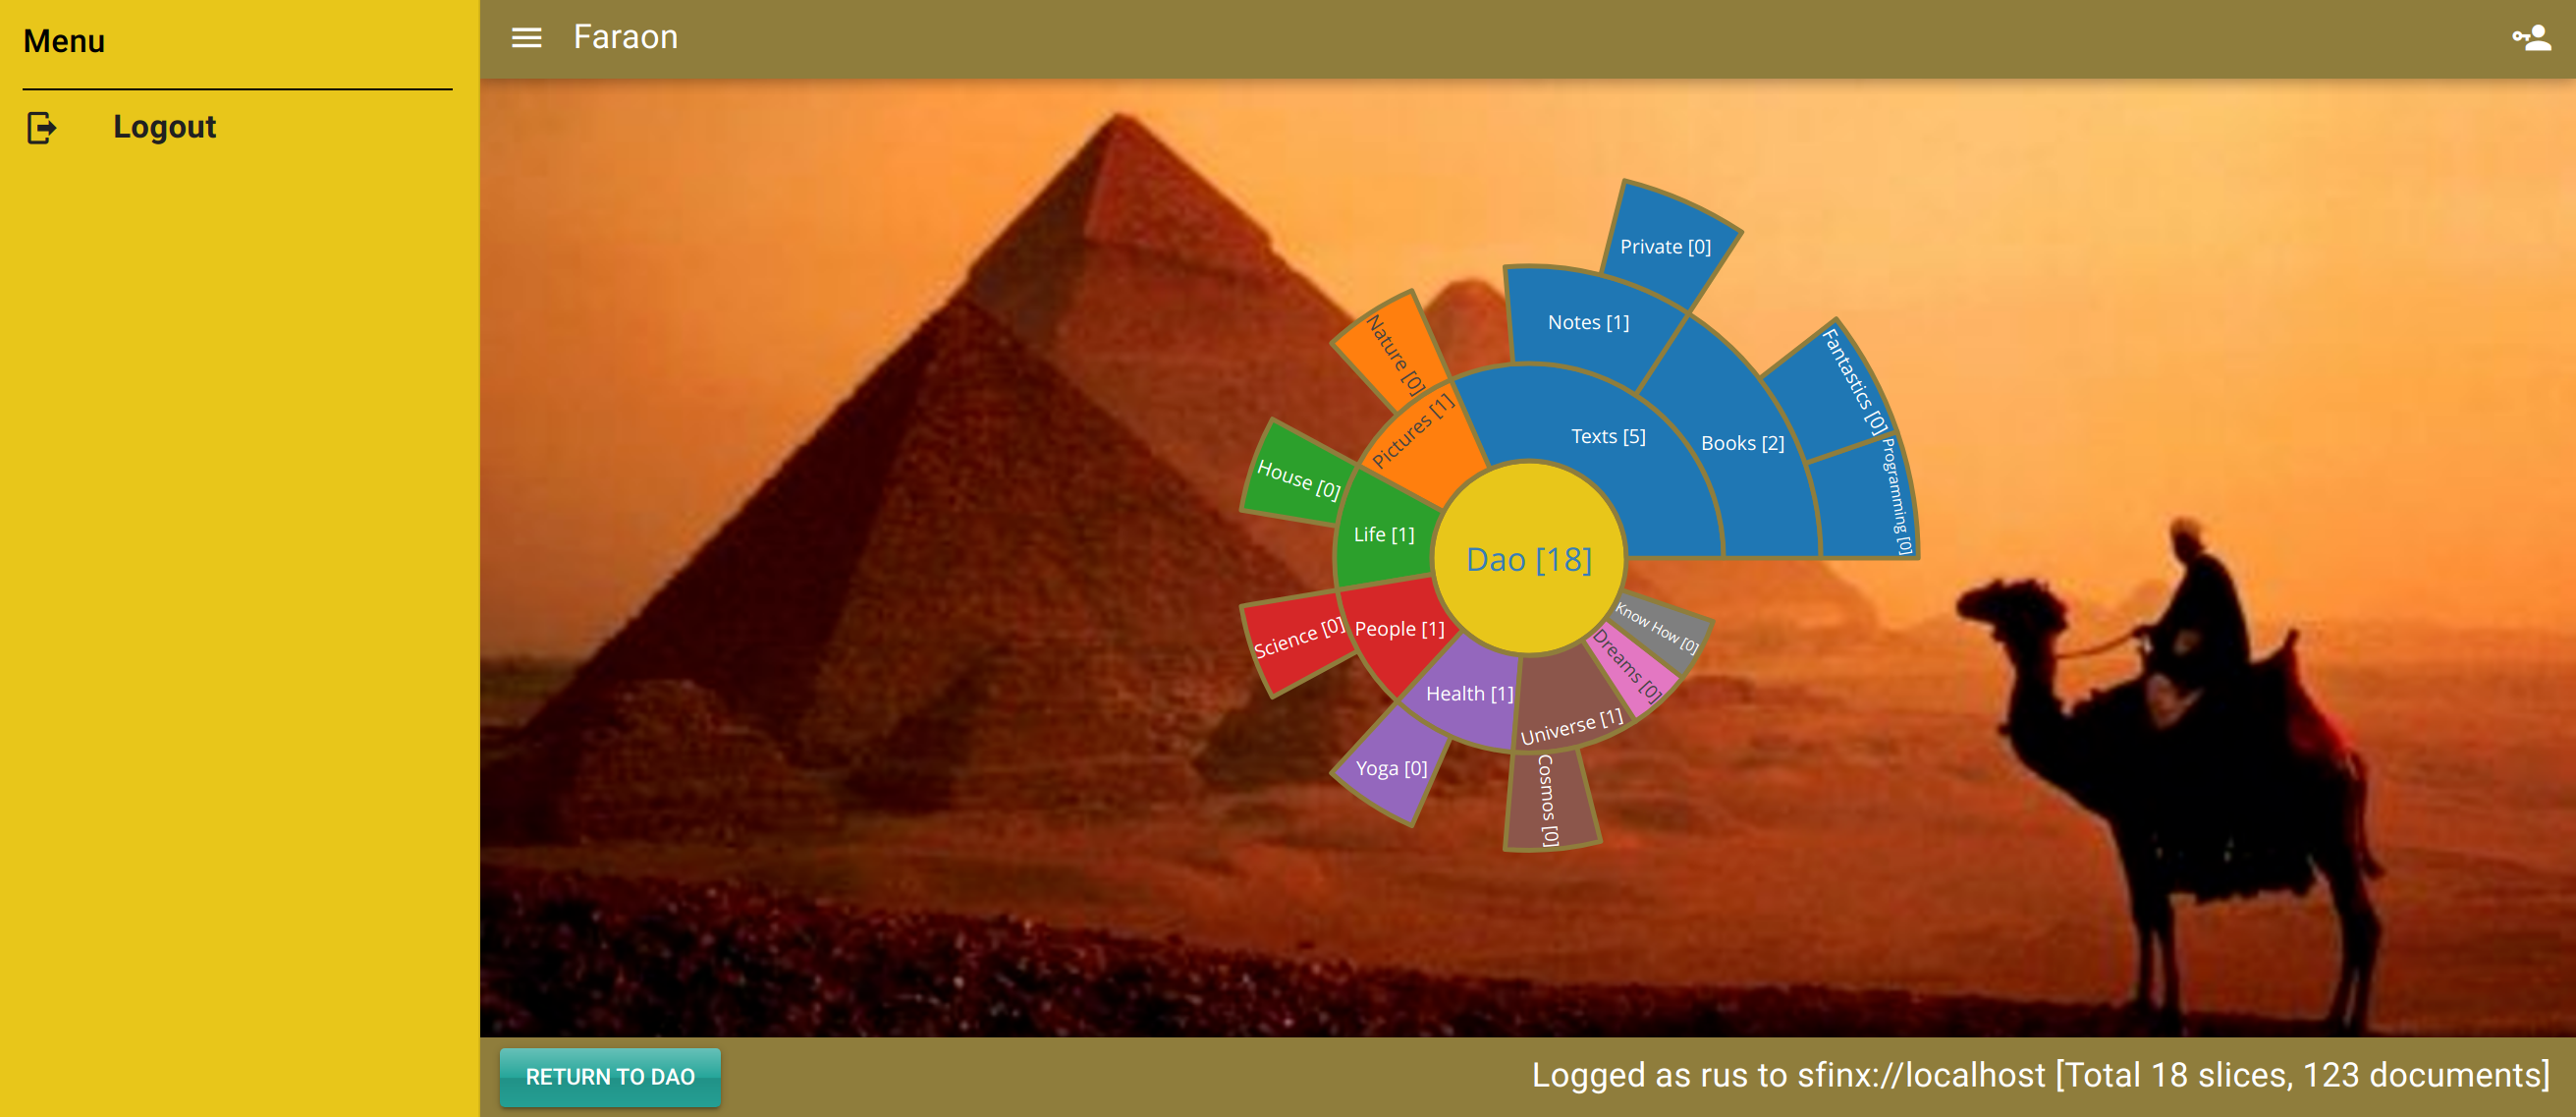 Menu
Logout
Faraon
Private [0]
Notes [1]
Nature [0]
Fantastics [0]
Pictures [1]
Texts [5]
Books [2]
Programming [0]
House [0]
Life [1]
Dao [18]
Science [0]
People [1]
Know How [0]
Dreams [0]
Health [1]
Universe [1]
Yoga [0]
Cosmos [0]
RETURN TO DAO
Logged as rus to sfinx://localhost [Total 18 slices, 123 documents]